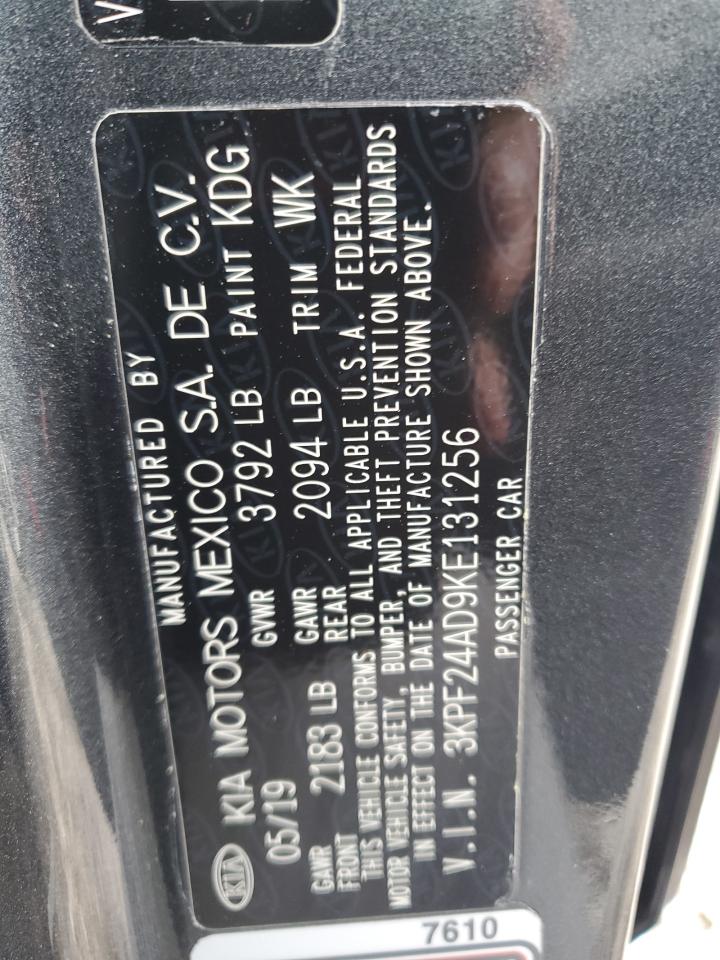 V
MANUFACTURED BY
KIA KIA MOTORS MEXICO S.A. DE C.V.
05/19 GVWR 3792 LB PAINT KDG
GAWR FRONT 2183 LB GAWR REAR 2094 LB TRIM WK
THIS VEHICLE CONFORMS TO ALL APPLICABLE U.S.A. FEDERAL
MOTOR VEHICLE SAFETY, BUMPER, AND THEFT PREVENTION STANDARDS
IN EFFECT ON THE DATE OF MANUFACTURE SHOWN ABOVE.
V.I.N. 3KPF24AD9KE131256
PASSENGER CAR
7610